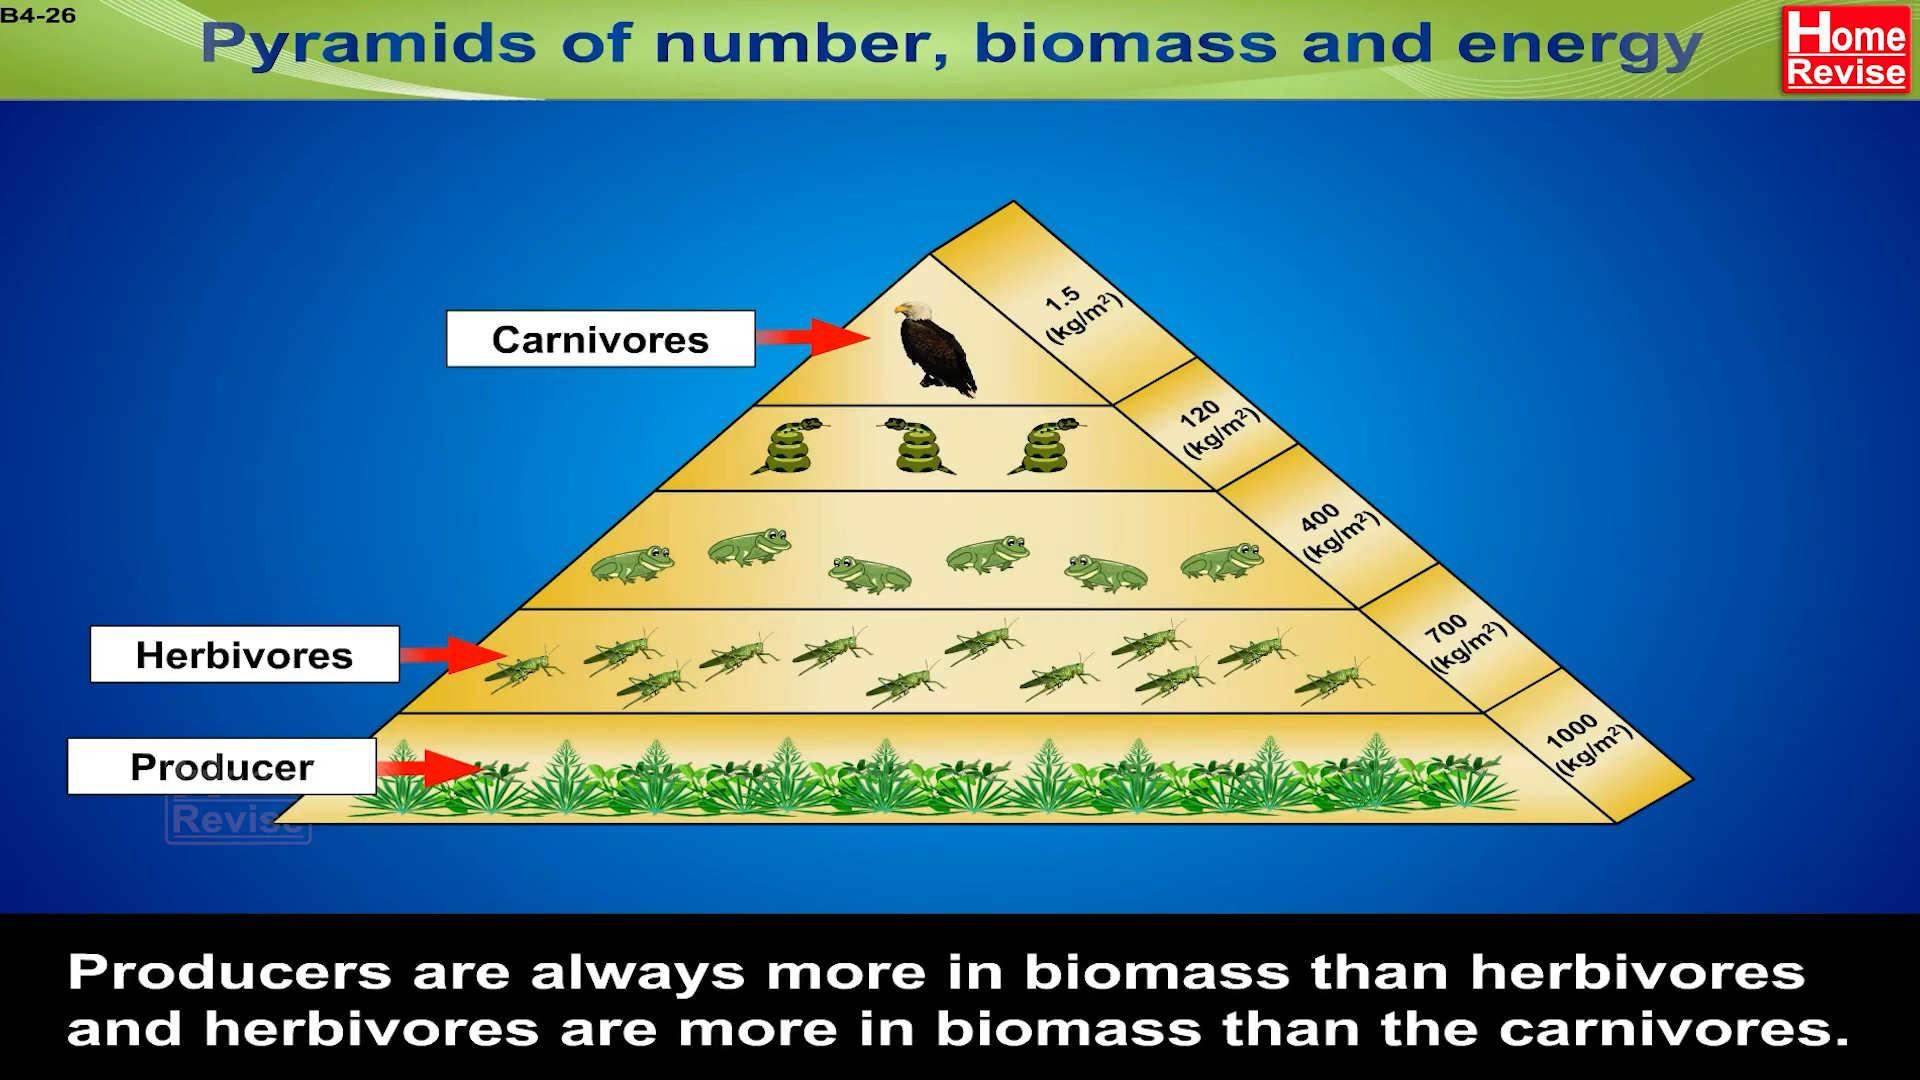 B4-26
Pyramids of number, biomass and energy
Home
Revise
1.5
(kg/m²)
Carnivores
120
(kg/m²)
400
(kg/m²)
Herbivores
700
(kg/m²)
Producer
1000
(kg/m²)
Revise
Producers are always more in biomass than herbivores
and herbivores are more in biomass than the carnivores.